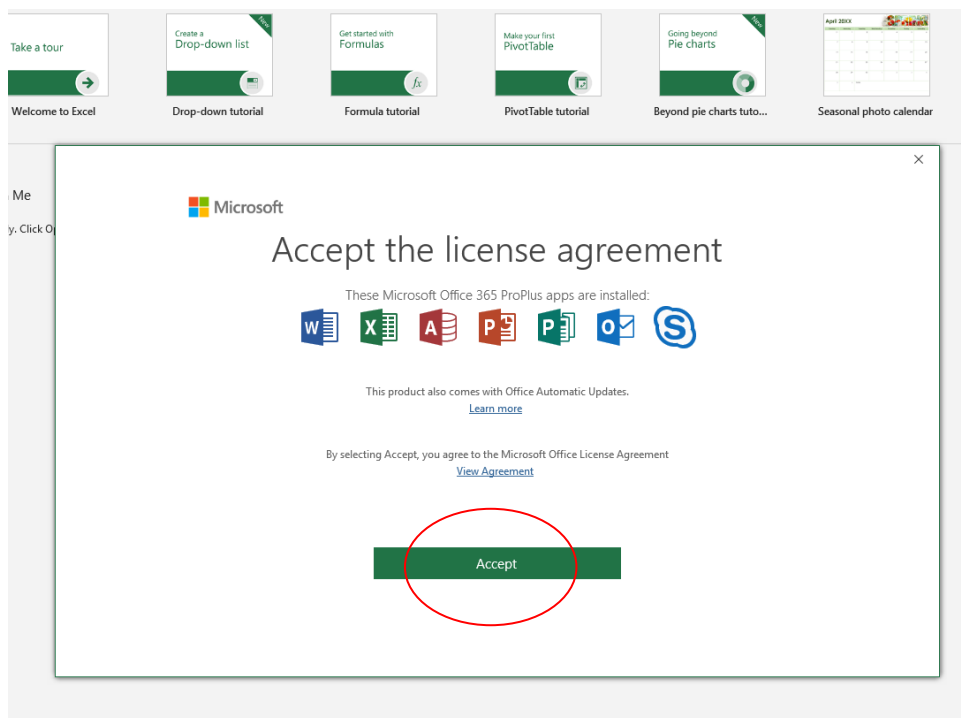 Take a tour
Create a
Drop-down list
New
Get started with
Formulas
fx
Make your first
PivotTable
Going beyond
Pie charts
New
April 20XX
Welcome to Excel
Drop-down tutorial
Formula tutorial
PivotTable tutorial
Beyond pie charts tuto...
Seasonal photo calendar
Me
y. Click Op
Microsoft
Accept the license agreement
These Microsoft Office 365 ProPlus apps are installed:
W X A P P O S
This product also comes with Office Automatic Updates.
Learn more
By selecting Accept, you agree to the Microsoft Office License Agreement
View Agreement
Accept